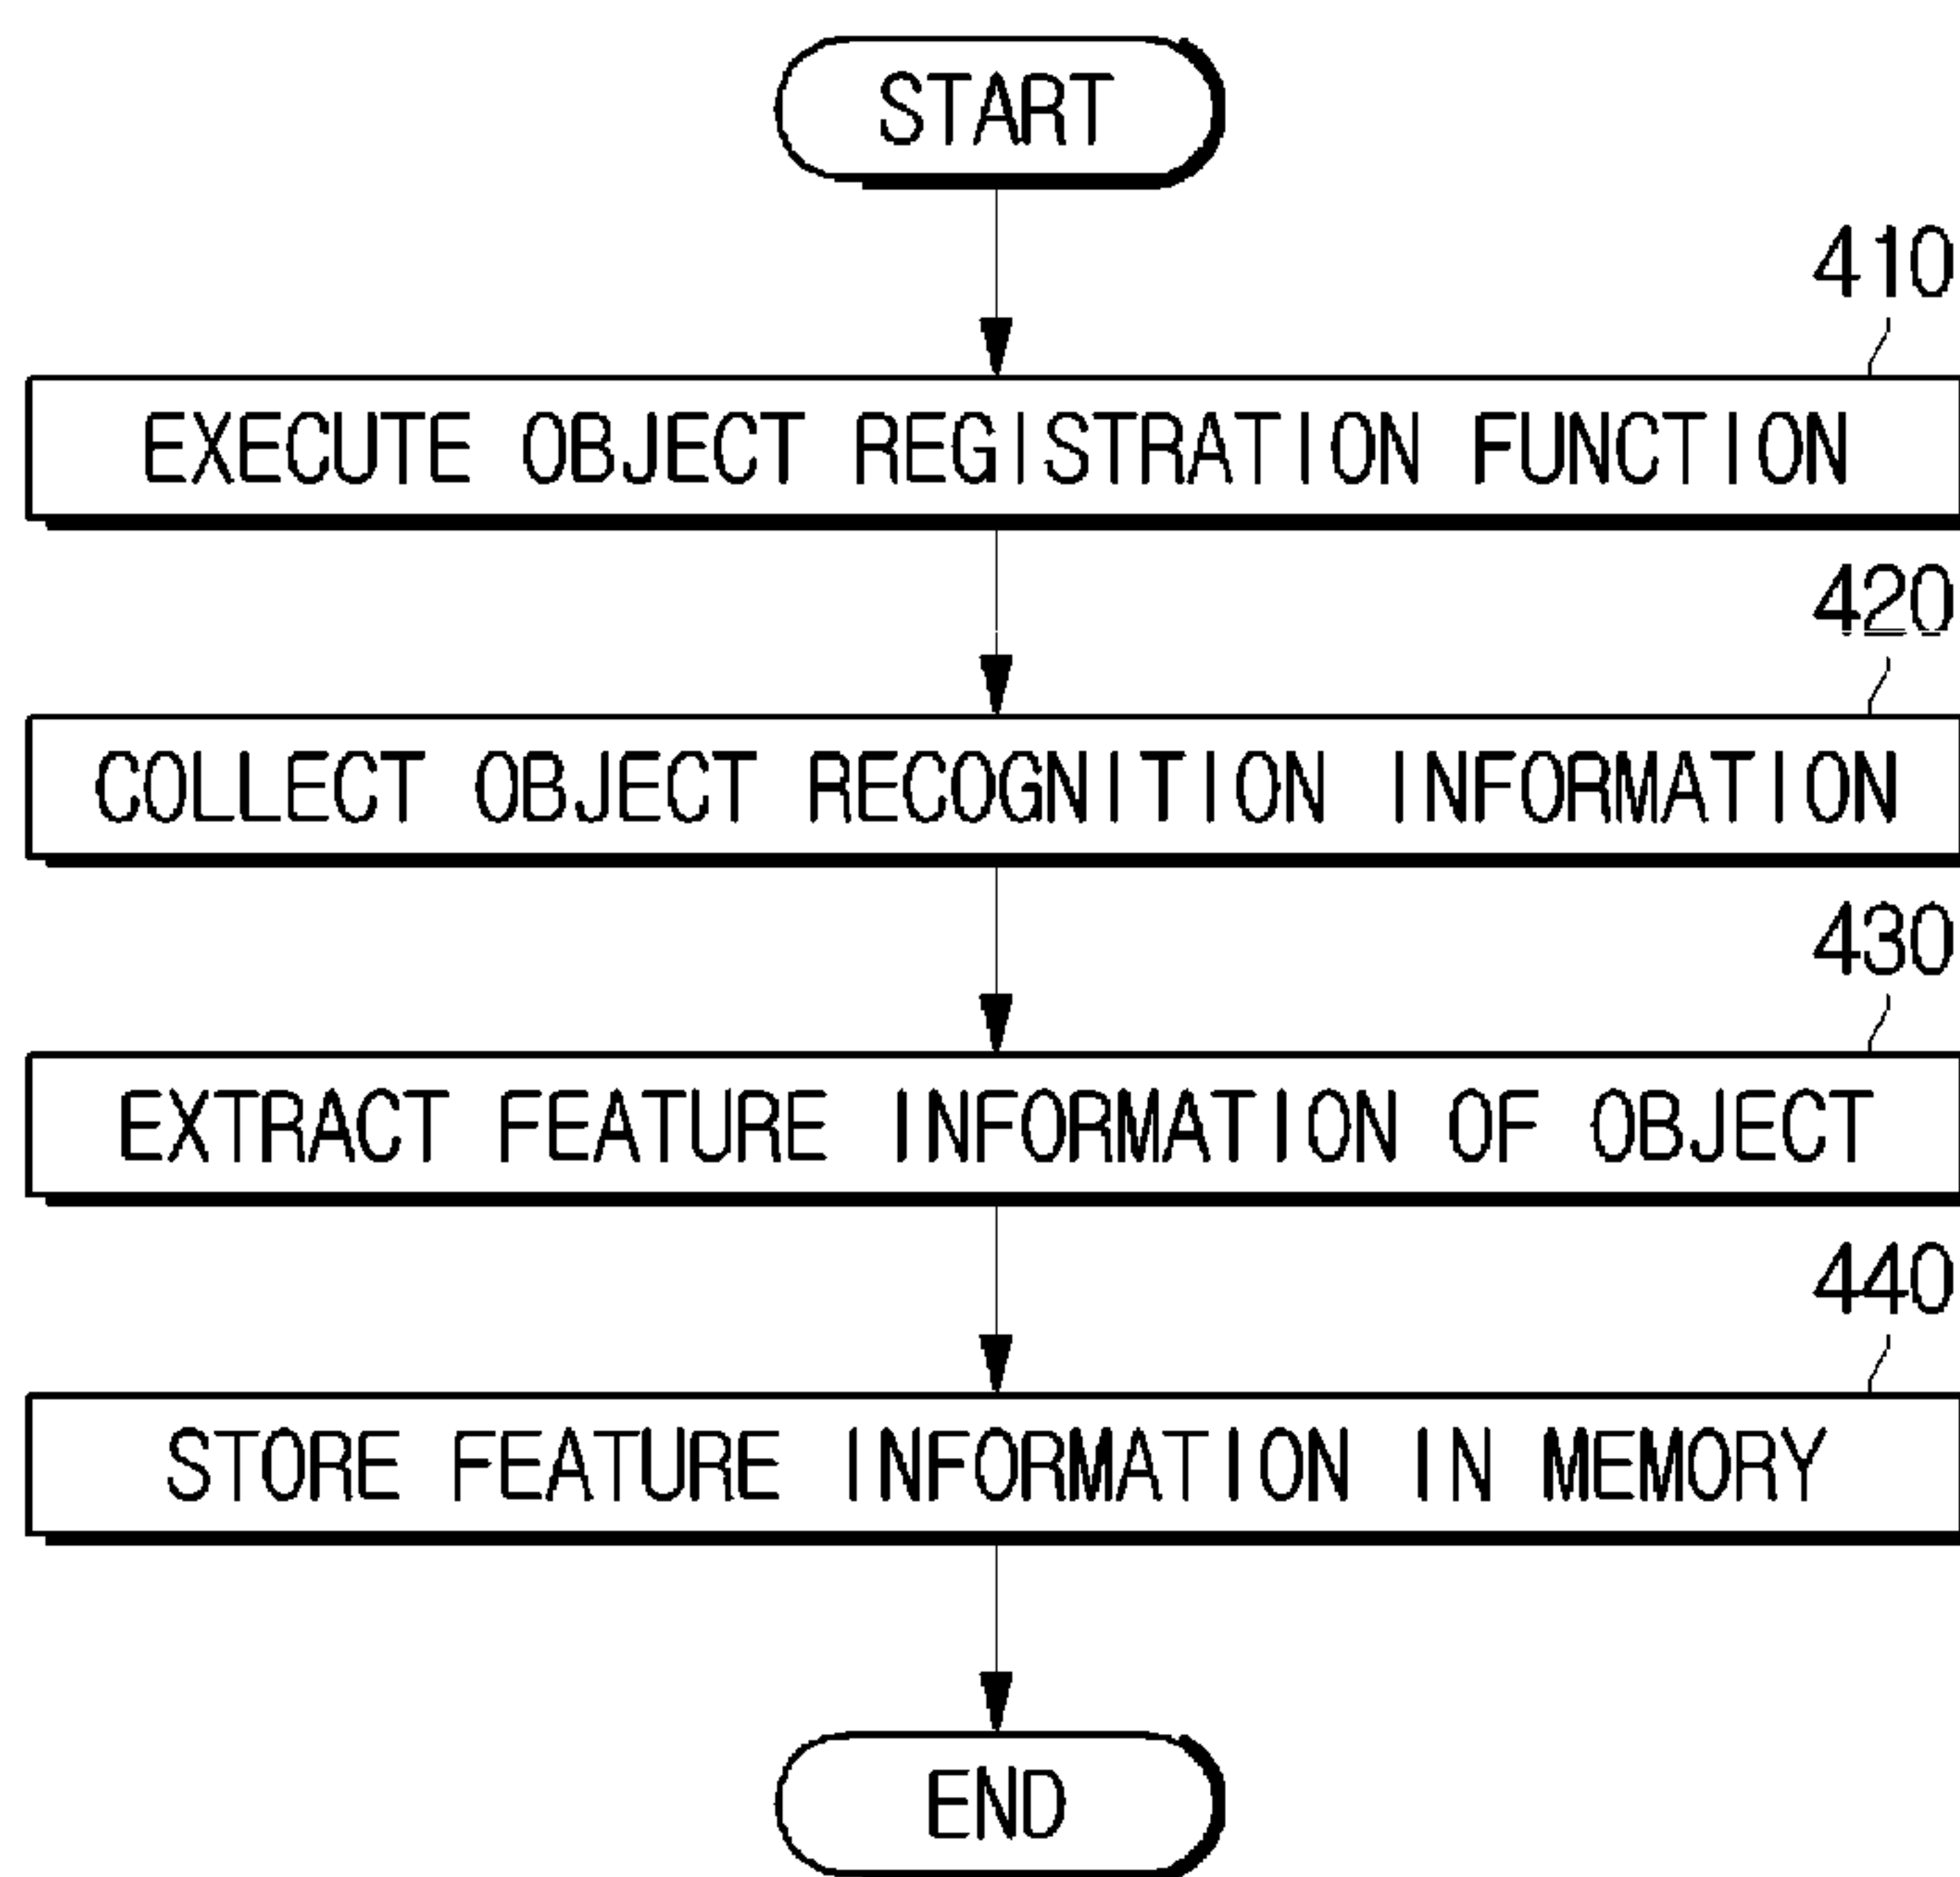 START
410
EXECUTE OBJECT REGISTRATION FUNCTION
420
COLLECT OBJECT RECOGNITION INFORMATION
430
EXTRACT FEATURE INFORMATION OF OBJECT
440
STORE FEATURE INFORMATION IN MEMORY
END